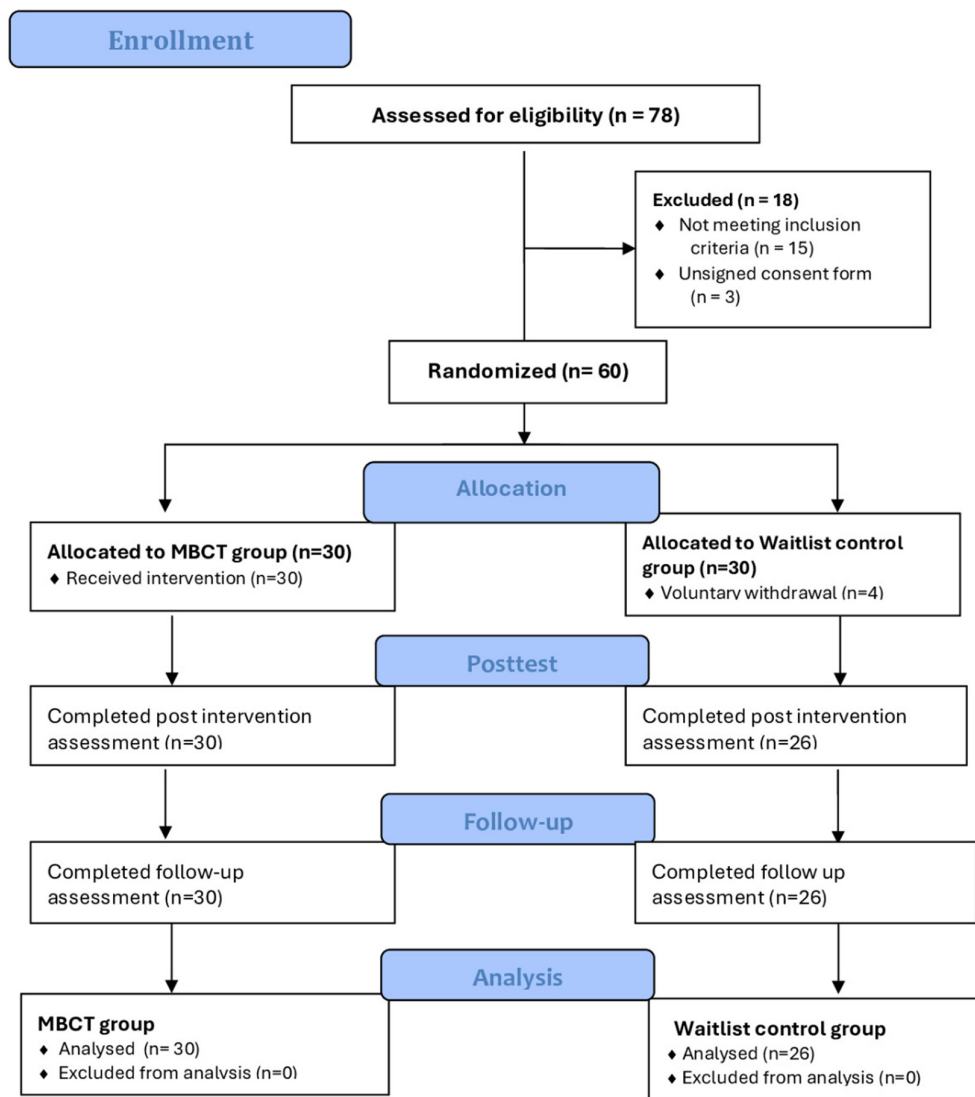 Enrollment
Assessed for eligibility (n = 78)
Excluded (n = 18)
♦ Not meeting inclusion
criteria (n = 15)
♦ Unsigned consent form
(n = 3)
Randomized (n= 60)
Allocation
Allocated to MBCT group (n=30)
♦ Received intervention (n=30)
Allocated to Waitlist control
group (n=30)
♦ Voluntary withdrawal (n=4)
Posttest
Completed post intervention
assessment (n=30)
Completed post intervention
assessment (n=26)
Follow-up
Completed follow-up
assessment (n=30)
Completed follow up
assessment (n=26)
Analysis
MBCT group
♦ Analysed (n= 30)
♦ Excluded from analysis (n=0)
Waitlist control group
♦ Analysed (n=26)
♦ Excluded from analysis (n=0)